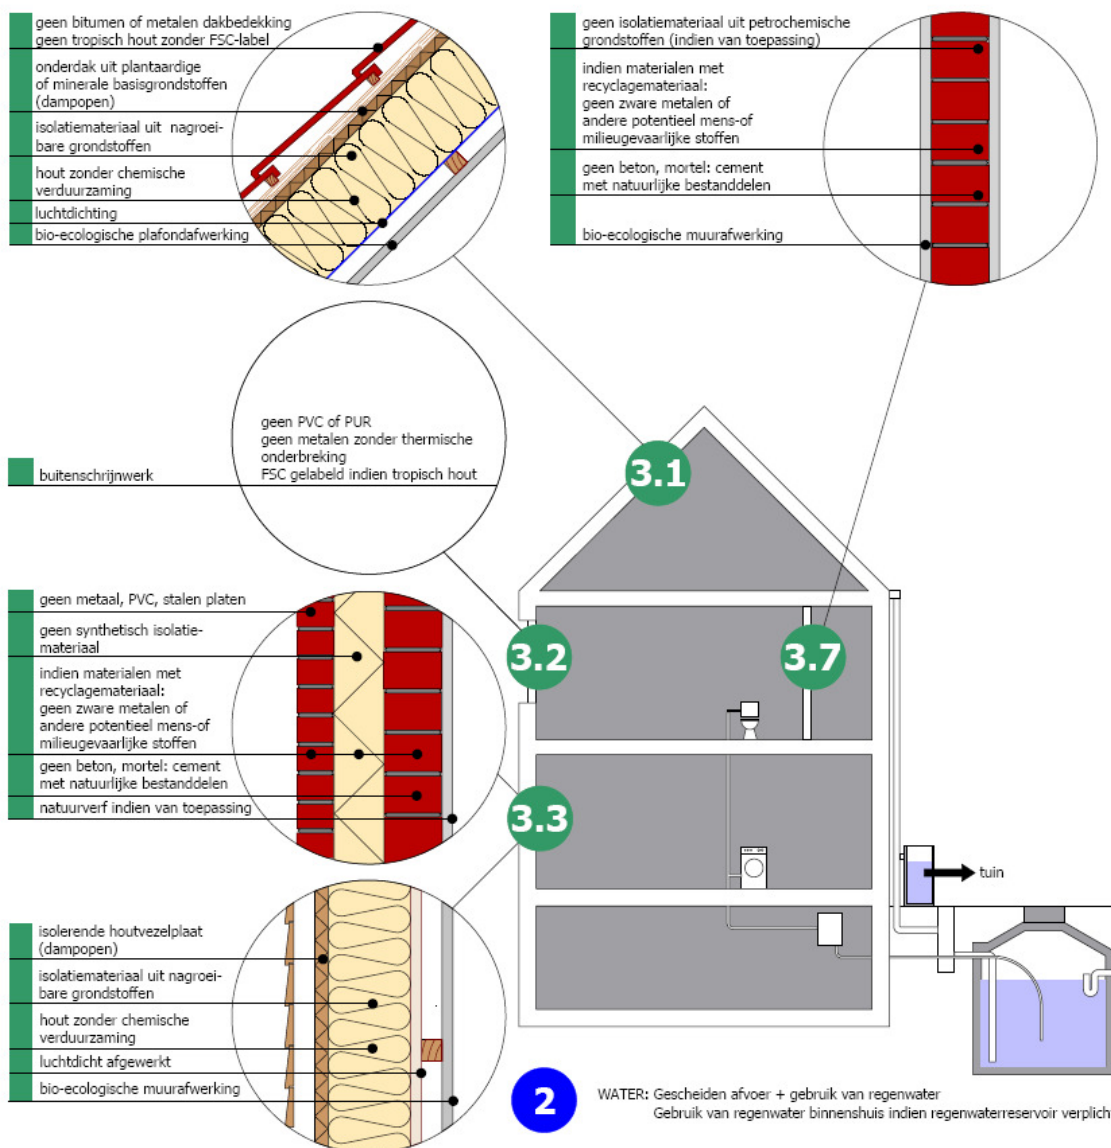 geen bitumen of metalen dakbedekking
geen tropisch hout zonder FSC-label
onderdak uit plantaardige
of minerale basisgrondstoffen
(dampopen)
isolatiemateriaal uit nagroei-
bare grondstoffen
hout zonder chemische
verduurzaming
luchtdichting
bio-ecologische plafondafwerking
geen isolatiemateriaal uit petrochemische
grondstoffen (indien van toepassing)
indien materialen met
recyclagemateriaal:
geen zware metalen of
andere potentieel mens-of
milieugevaarlijke stoffen
geen beton, mortel: cement
met natuurlijke bestanddelen
bio-ecologische muurafwerking
geen PVC of PUR
geen metalen zonder thermische
onderbreking
FSC gelabeld indien tropisch hout
buitenschrijnwerk
3.1
3.2
3.7
3.3
geen metaal, PVC, stalen platen
geen synthetisch isolatie-
materiaal
indien materialen met
recyclagemateriaal:
geen zware metalen of
andere potentieel mens-of
milieugevaarlijke stoffen
geen beton, mortel: cement
met natuurlijke bestanddelen
natuurverf indien van toepassing
tuin
isolerende houtvezelplaat
(dampopen)
isolatiemateriaal uit nagroei-
bare grondstoffen
hout zonder chemische
verduurzaming
luchtdicht afgewerkt
bio-ecologische muurafwerking
2
WATER: Gescheiden afvoer + gebruik van regenwater
Gebruik van regenwater binnenshuis indien regenwaterreservoir verplich